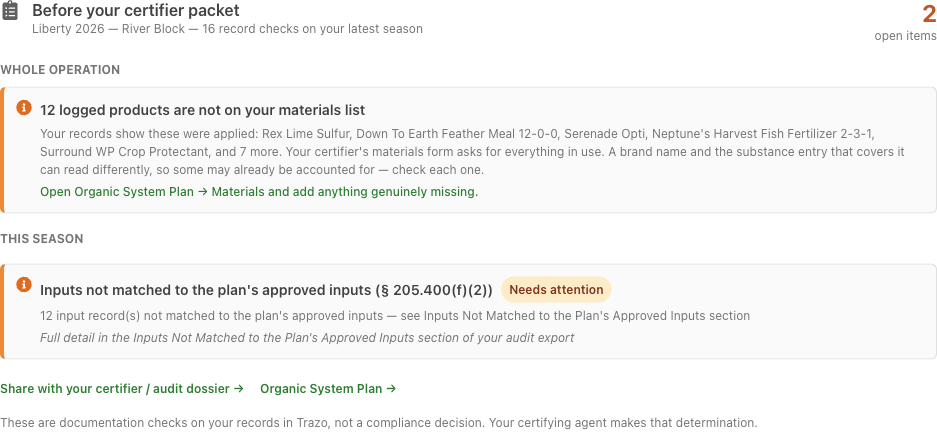 Before your certifier packet
Liberty 2026 — River Block — 16 record checks on your latest season
2
open items
WHOLE OPERATION
12 logged products are not on your materials list
Your records show these were applied: Rex Lime Sulfur, Down To Earth Feather Meal 12-0-0, Serenade Opti, Neptune's Harvest Fish Fertilizer 2-3-1,
Surround WP Crop Protectant, and 7 more. Your certifier's materials form asks for everything in use. A brand name and the substance entry that covers it
can read differently, so some may already be accounted for — check each one.
Open Organic System Plan → Materials and add anything genuinely missing.
THIS SEASON
Inputs not matched to the plan's approved inputs (§ 205.400(f)(2)) Needs attention
12 input record(s) not matched to the plan's approved inputs — see Inputs Not Matched to the Plan's Approved Inputs section
Full detail in the Inputs Not Matched to the Plan's Approved Inputs section of your audit export
Share with your certifier / audit dossier → Organic System Plan →
These are documentation checks on your records in Trazo, not a compliance decision. Your certifying agent makes that determination.